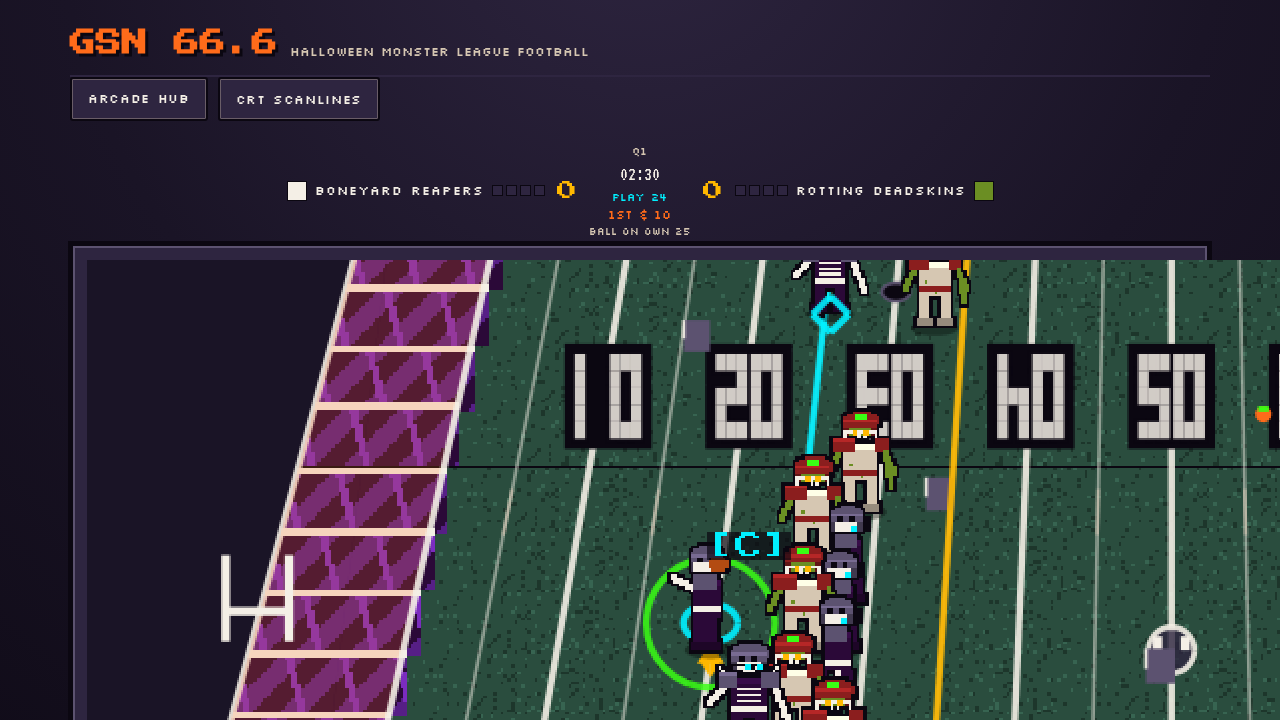 GSN 66.6
HALLOWEEN MONSTER LEAGUE FOOTBALL
ARCADE HUB
CRT SCANLINES
Q1
02:30
BONEYARD REAPERS 0
0 ROTTING DEADSKINS
PLAY 24
1ST & 10
BALL ON OWN 25
10 20 50 40 50
[C]